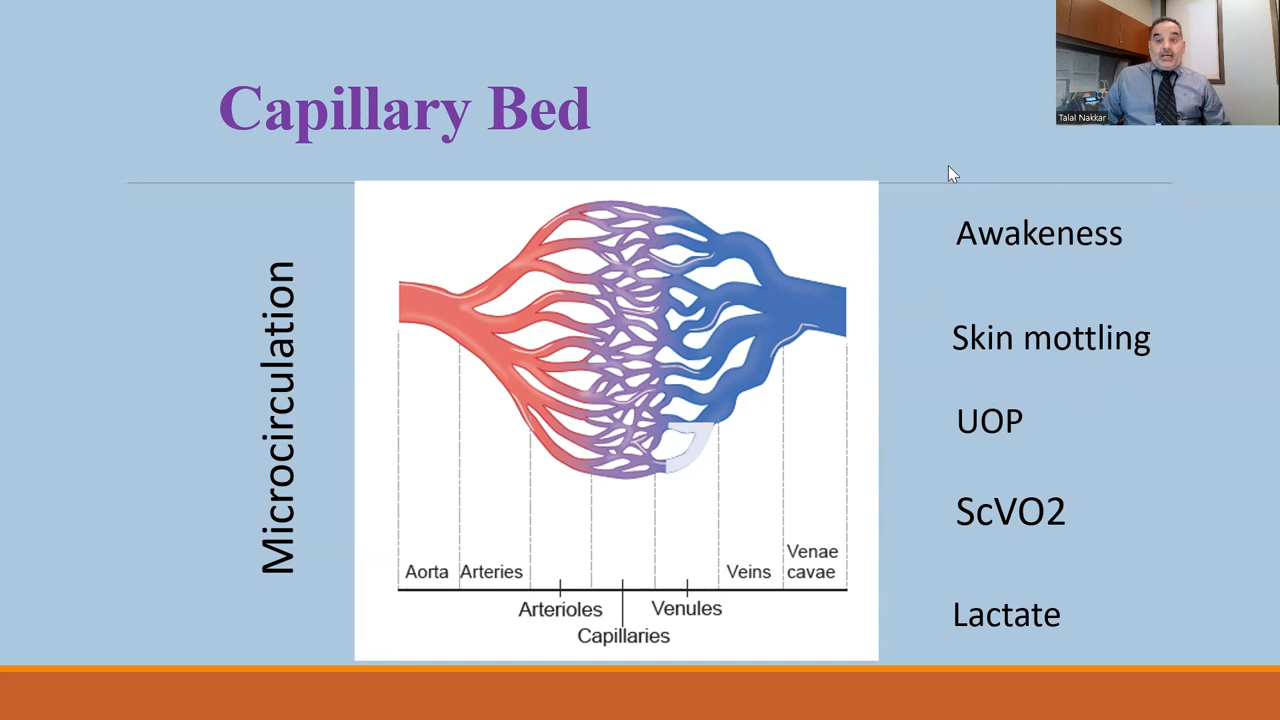 Capillary Bed
Talal Nakkar
Microcirculation
Awakeness
Skin mottling
UOP
ScVO2
Lactate
Aorta
Arteries
Arterioles
Capillaries
Venules
Veins
Venae
cavae